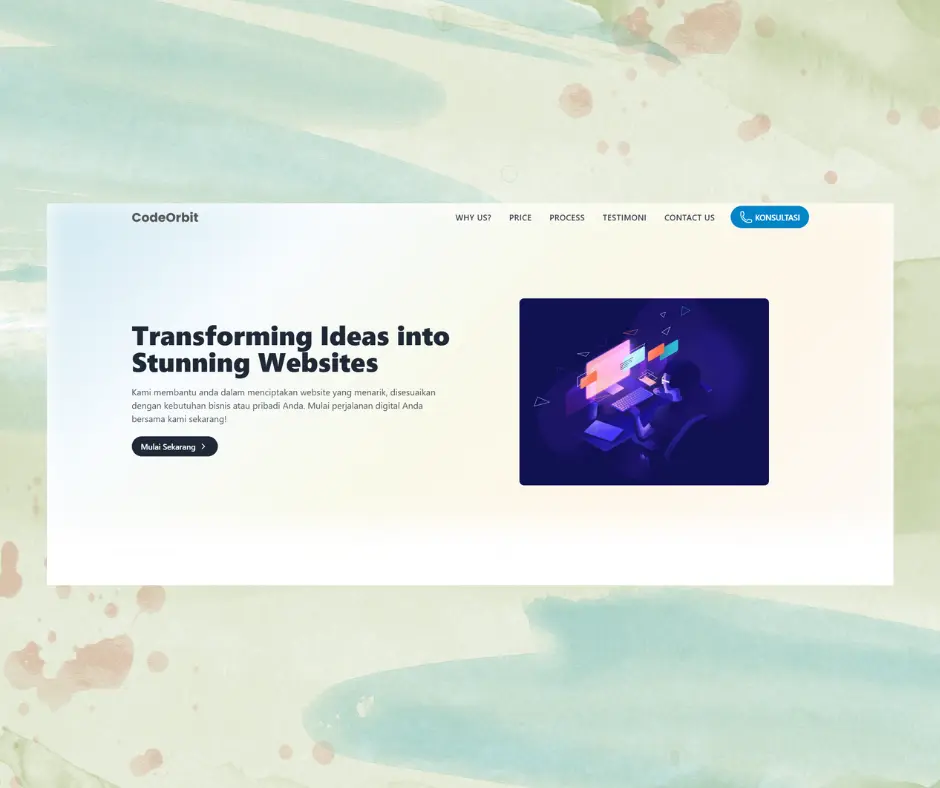 CodeOrbit
WHY US? PRICE PROCESS TESTIMONI CONTACT US KONSULTASI
Transforming Ideas into
Stunning Websites
Kami membantu anda dalam menciptakan website yang menarik, disesuaikan
dengan kebutuhan bisnis atau pribadi Anda. Mulai perjalanan digital Anda
bersama kami sekarang!
Mulai Sekarang